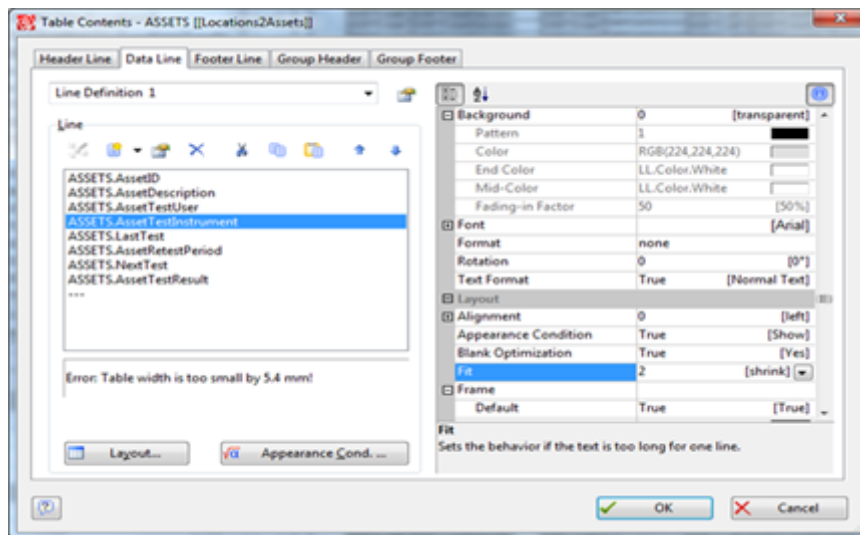 Table Contents - ASSETS [[Locations2Assets]]
Header Line Data Line Footer Line Group Header Group Footer
Line Definition 1
Line
ASSETS.AssetID
ASSETS.AssetDescription
ASSETS.AssetTestUser
ASSETS.AssetTestInstrument
ASSETS.LastTest
ASSETS.AssetRetestPeriod
ASSETS.NextTest
ASSETS.AssetTestResult
---
Error: Table width is too small by 5.4 mm!
Layout... Appearance Cond. ...
Background 0 [transparent]
Pattern 1
Color RGB(224,224,224)
End Color LL.Color.White
Mid-Color LL.Color.White
Fading-in Factor 50 [50%]
Font [Arial]
Format none
Rotation 0 [0°]
Text Format True [Normal Text]
Layout
Alignment 0 [left]
Appearance Condition True [Show]
Blank Optimization True [Yes]
Fit 2 [shrink]
Frame
Default True [True]
Fit
Sets the behavior if the text is too long for one line.
OK Cancel